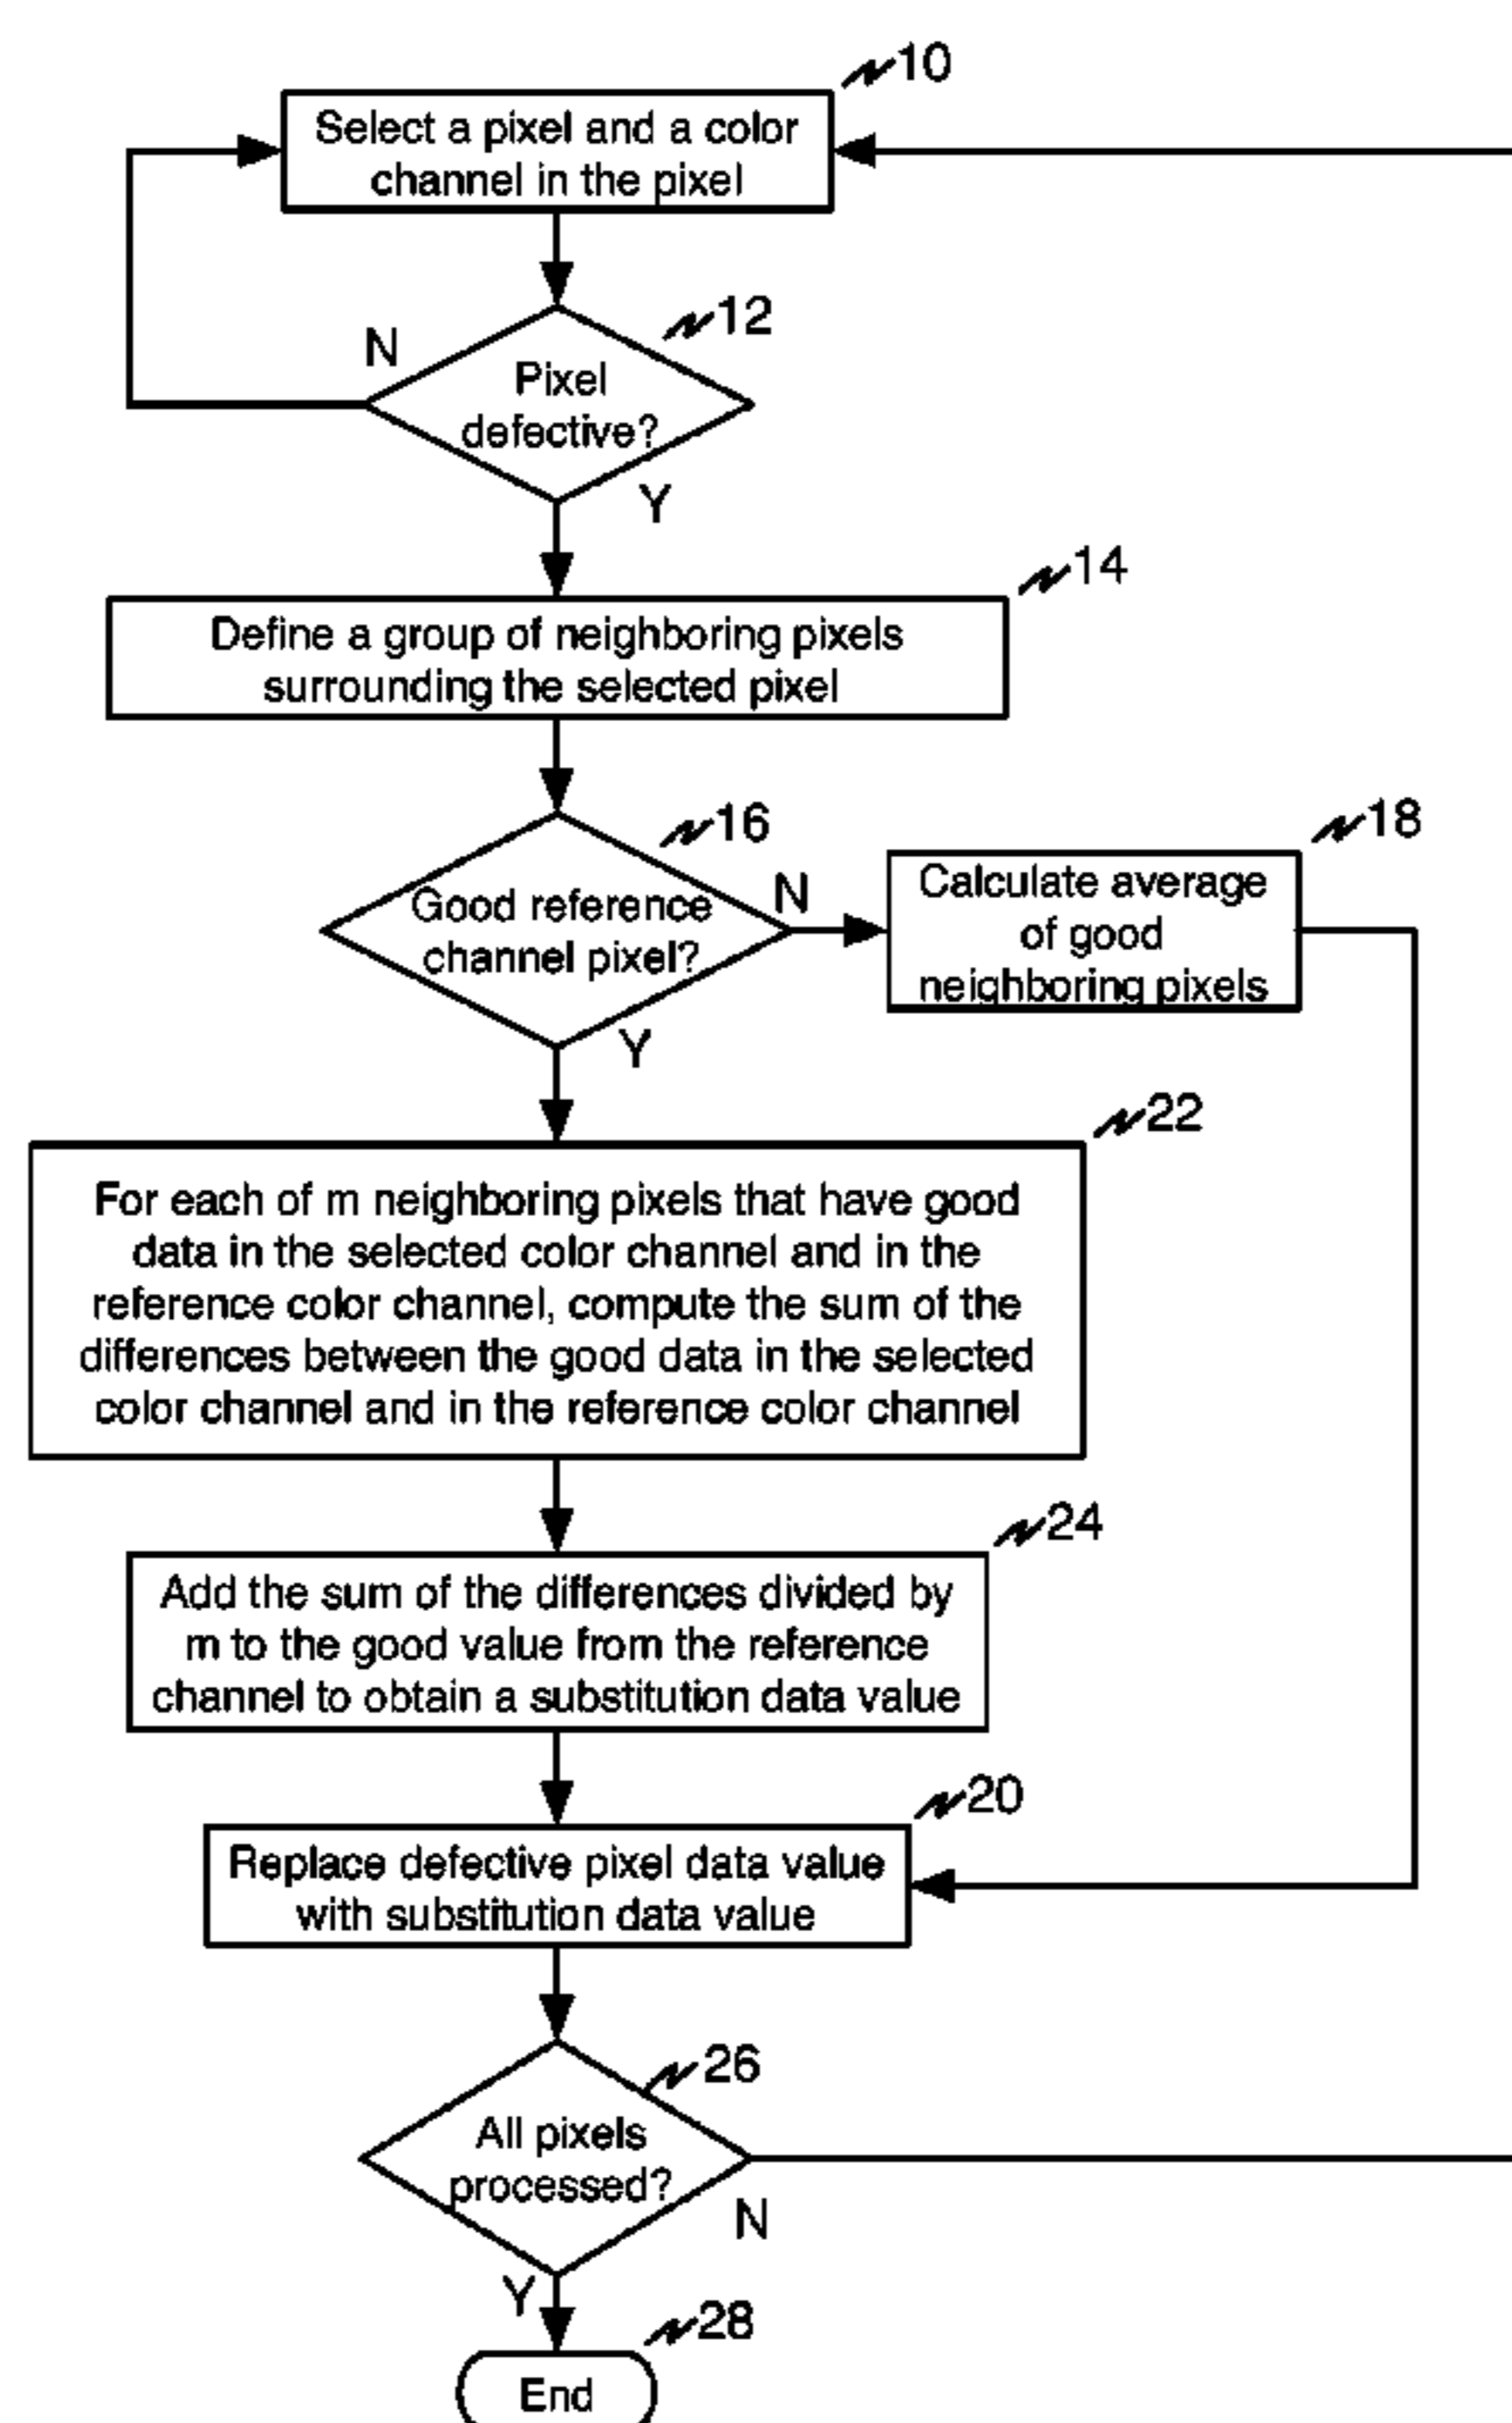 10
Select a pixel and a color
channel in the pixel
12
N
Pixel
defective?
Y
14
Define a group of neighboring pixels
surrounding the selected pixel
16
18
Good reference
channel pixel?
N
Calculate average
of good
neighboring pixels
Y
22
For each of m neighboring pixels that have good
data in the selected color channel and in the
reference color channel, compute the sum of the
differences between the good data in the selected
color channel and in the reference color channel
24
Add the sum of the differences divided by
m to the good value from the reference
channel to obtain a substitution data value
20
Replace defective pixel data value
with substitution data value
26
All pixels
processed?
N
Y
28
End